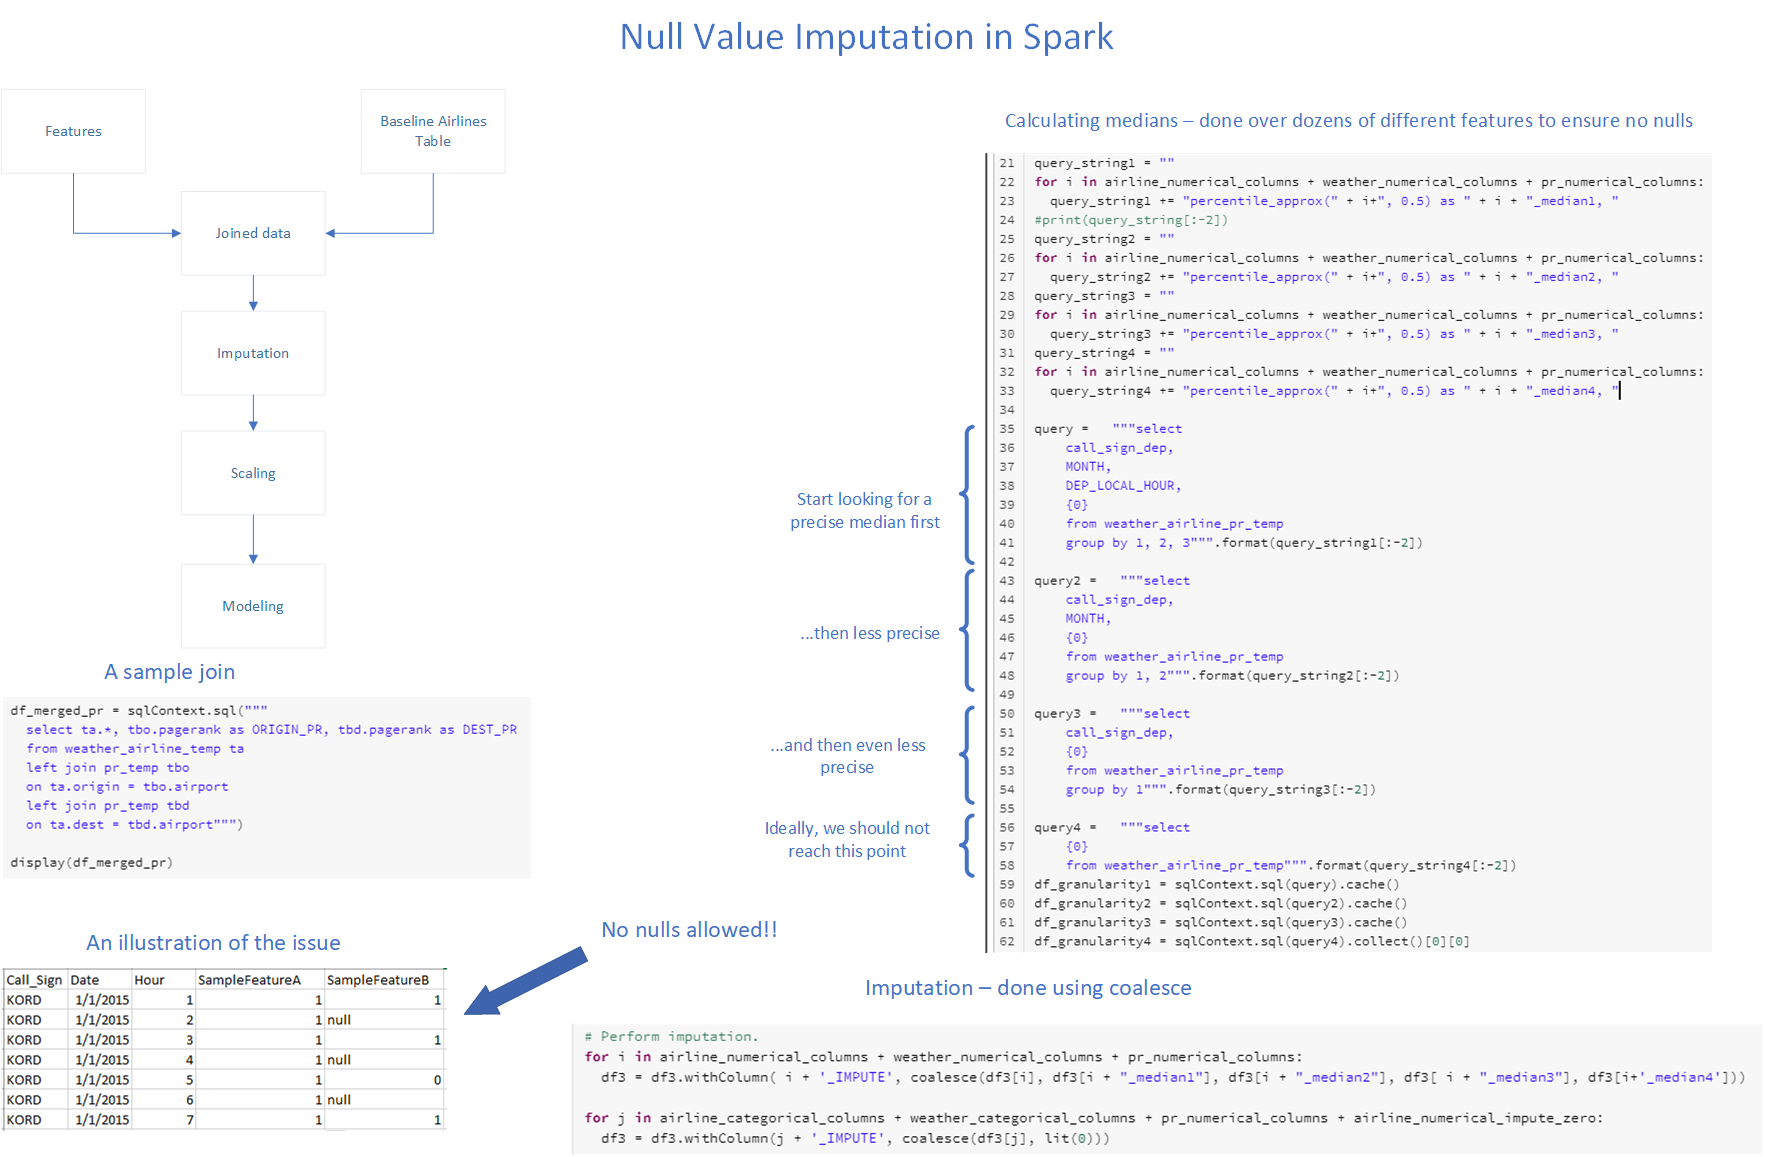 Null Value Imputation in Spark
Features
Baseline Airlines
Table
Joined data
Imputation
Scaling
Modeling
A sample join
df_merged_pr = sqlContext.sql("""
select ta.*, tbo.pagerank as ORIGIN_PR, tbd.pagerank as DEST_PR
from weather_airline_temp ta
left join pr_temp tbo
on ta.origin = tbo.airport
left join pr_temp tbd
on ta.dest = tbd.airport""")
display(df_merged_pr)
An illustration of the issue
Call_Sign Date Hour SampleFeatureA SampleFeatureB
KORD 1/1/2015 1 1 1
KORD 1/1/2015 2 1 null
KORD 1/1/2015 3 1 1
KORD 1/1/2015 4 1 null
KORD 1/1/2015 5 1 0
KORD 1/1/2015 6 1 null
KORD 1/1/2015 7 1 1
No nulls allowed!!
Calculating medians – done over dozens of different features to ensure no nulls
21 query_string1 = ""
22 for i in airline_numerical_columns + weather_numerical_columns + pr_numerical_columns:
23 query_string1 += "percentile_approx(" + i+", 0.5) as " + i + "_median1, "
24 #print(query_string[:-2])
25 query_string2 = ""
26 for i in airline_numerical_columns + weather_numerical_columns + pr_numerical_columns:
27 query_string2 += "percentile_approx(" + i+", 0.5) as " + i + "_median2, "
28 query_string3 = ""
29 for i in airline_numerical_columns + weather_numerical_columns + pr_numerical_columns:
30 query_string3 += "percentile_approx(" + i+", 0.5) as " + i + "_median3, "
31 query_string4 = ""
32 for i in airline_numerical_columns + weather_numerical_columns + pr_numerical_columns:
33 query_string4 += "percentile_approx(" + i+", 0.5) as " + i + "_median4, "
34
35 query = """select
36 call_sign_dep,
37 MONTH,
38 DEP_LOCAL_HOUR,
39 {0}
40 from weather_airline_pr_temp
41 group by 1, 2, 3""".format(query_string1[:-2])
42
43 query2 = """select
44 call_sign_dep,
45 MONTH,
46 {0}
47 from weather_airline_pr_temp
48 group by 1, 2""".format(query_string2[:-2])
49
50 query3 = """select
51 call_sign_dep,
52 {0}
53 from weather_airline_pr_temp
54 group by 1""".format(query_string3[:-2])
55
56 query4 = """select
57 {0}
58 from weather_airline_pr_temp""".format(query_string4[:-2])
59 df_granularity1 = sqlContext.sql(query).cache()
60 df_granularity2 = sqlContext.sql(query2).cache()
61 df_granularity3 = sqlContext.sql(query3).cache()
62 df_granularity4 = sqlContext.sql(query4).collect()[0][0]
Start looking for a
precise median first
...then less precise
...and then even less
precise
Ideally, we should not
reach this point
Imputation – done using coalesce
# Perform imputation.
for i in airline_numerical_columns + weather_numerical_columns + pr_numerical_columns:
df3 = df3.withColumn( i + '_IMPUTE', coalesce(df3[i], df3[i + "_median1"], df3[i + "_median2"], df3[ i + "_median3"], df3[i+'_median4']))
for j in airline_categorical_columns + weather_categorical_columns + pr_numerical_columns + airline_numerical_impute_zero:
df3 = df3.withColumn(j + '_IMPUTE', coalesce(df3[j], lit(0)))